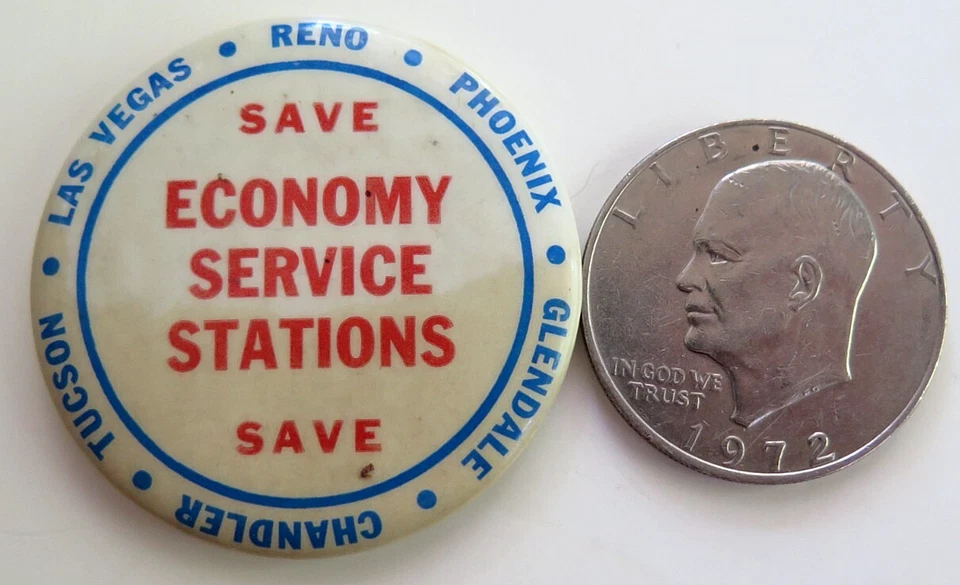 LAS VEGAS • RENO • PHOENIX • GLENDALE • CHANDLER • TUCSON •
SAVE
ECONOMY
SERVICE
STATIONS
SAVE
LIBERTY
IN GOD WE
TRUST
1972